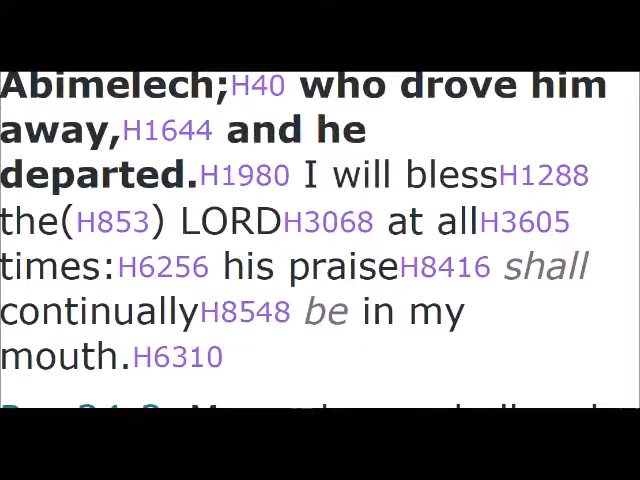 Abimelech;H40 who drove him
away,H1644 and he
departed.H1980 I will blessH1288
the(H853) LORDH3068 at allH3605
times:H6256 his praiseH8416 shall
continuallyH8548 be in my
mouth.H6310